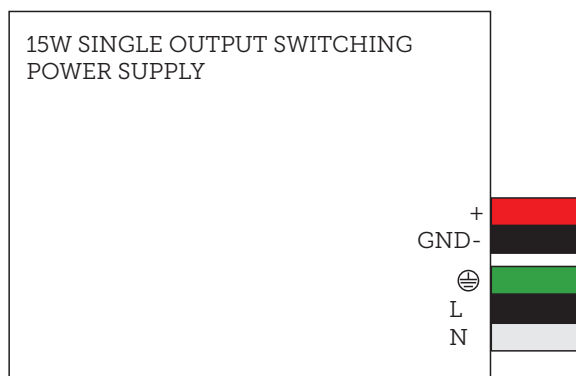 15W SINGLE OUTPUT SWITCHING
POWER SUPPLY
+
GND-
L
N